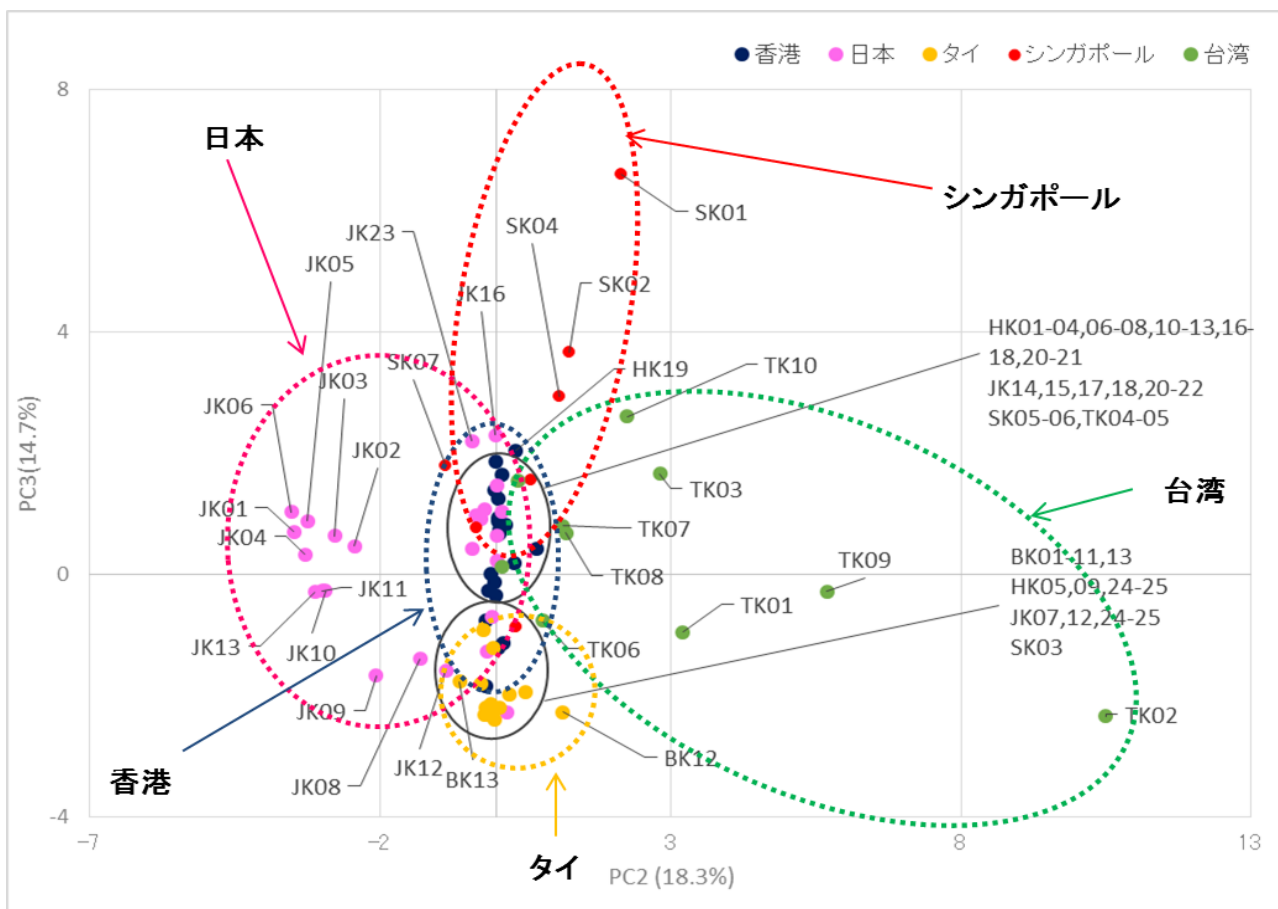 香港 日本 タイ シンガポール 台湾
8
4
0
-4
-7
-2
3
8
13
PC3(14.7%)
PC2 (18.3%)
日本
シンガポール
台湾
香港
タイ
JK23
JK05
JK16
SK04
SK01
SK02
SK07
JK03
JK06
JK02
JK01
JK04
HK19
TK10
HK01-04,06-08,10-13,16-
18,20-21
JK14,15,17,18,20-22
SK05-06,TK04-05
TK03
TK07
TK08
TK09
TK01
TK06
BK01-11,13
HK05,09,24-25
JK07,12,24-25
SK03
JK11
JK13
JK10
JK09
JK08
JK12
BK13
BK12
TK02